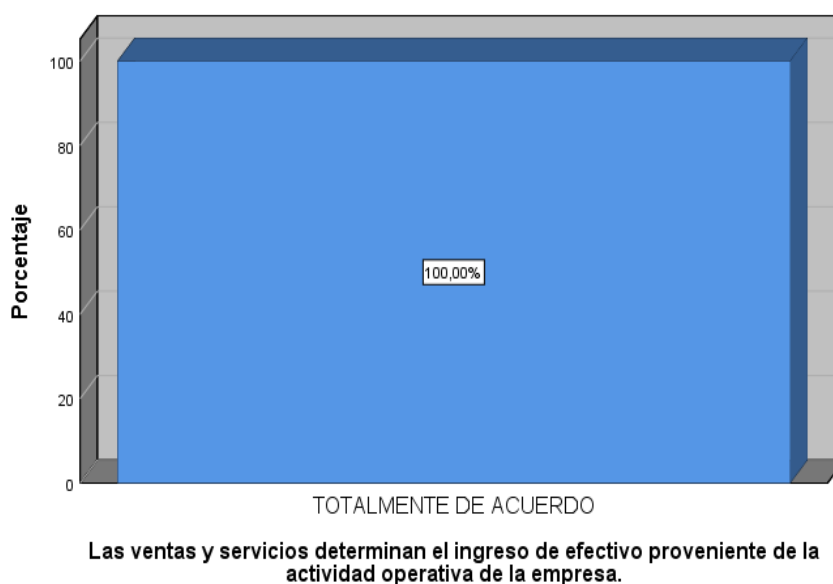 Porcentaje
100
80
60
40
20
0
100,00%
TOTALMENTE DE ACUERDO
Las ventas y servicios determinan el ingreso de efectivo proveniente de la
actividad operativa de la empresa.